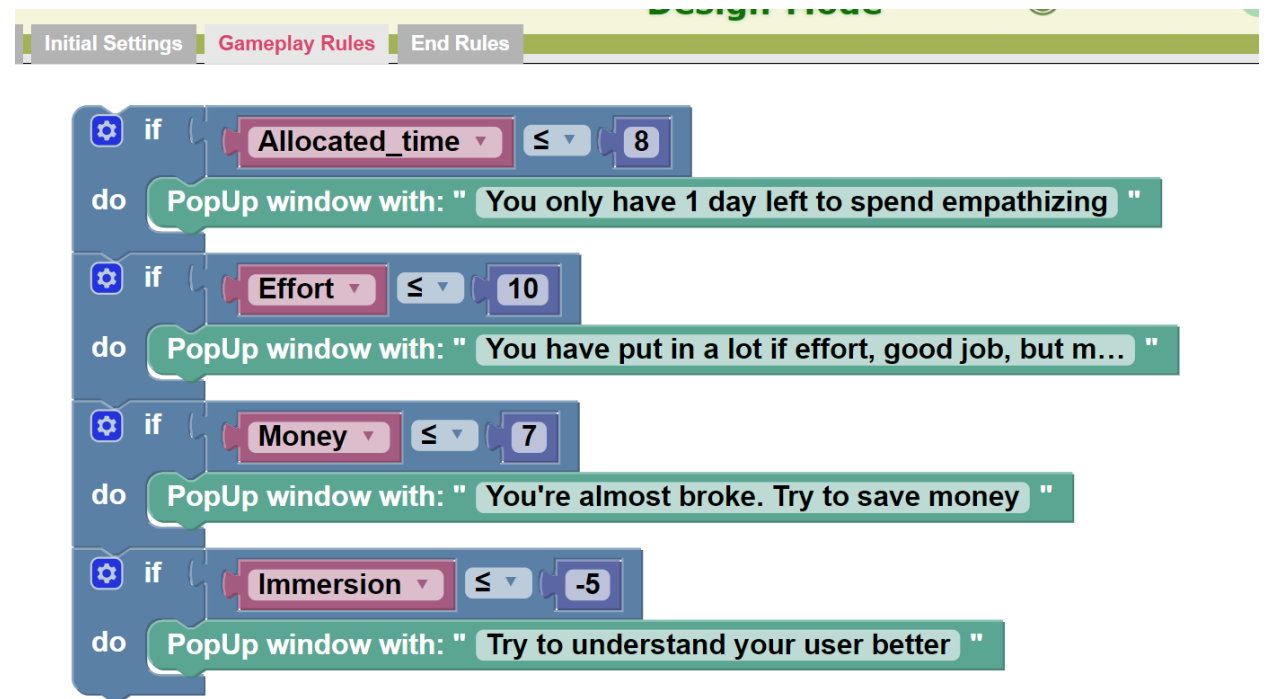 Design Mode
Initial Settings Gameplay Rules End Rules
if Allocated_time ≤ 8
do PopUp window with: " You only have 1 day left to spend empathizing "
if Effort ≤ 10
do PopUp window with: " You have put in a lot if effort, good job, but m… "
if Money ≤ 7
do PopUp window with: " You're almost broke. Try to save money "
if Immersion ≤ -5
do PopUp window with: " Try to understand your user better "